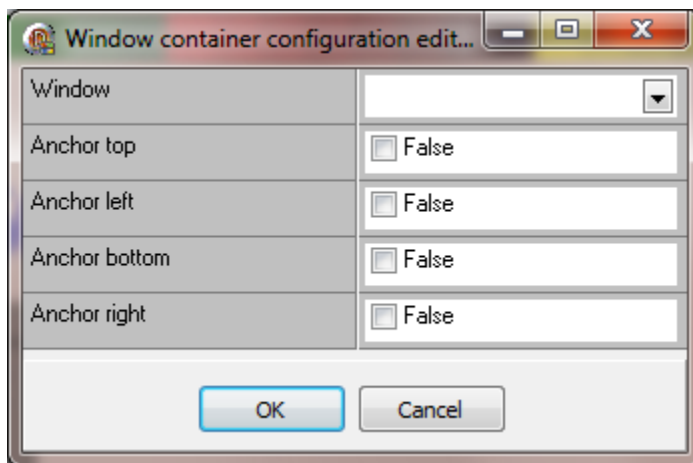 Window container configuration edit...
Window
Anchor top False
Anchor left False
Anchor bottom False
Anchor right False
OK Cancel